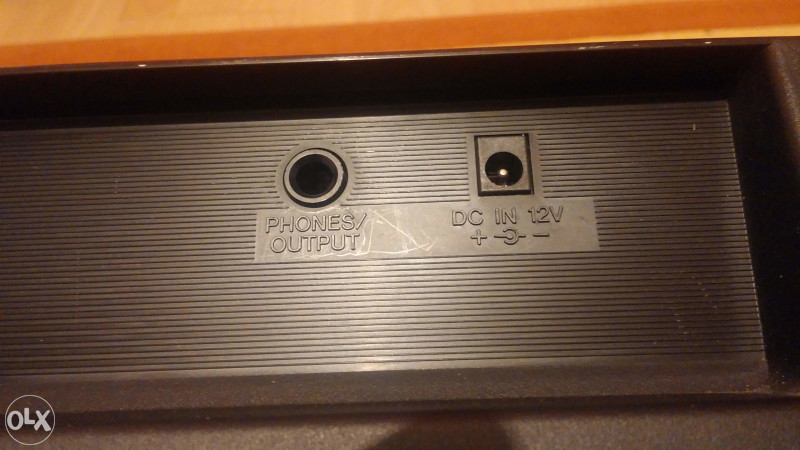 PHONES/
OUTPUT
DC IN 12V
+ -
OLX